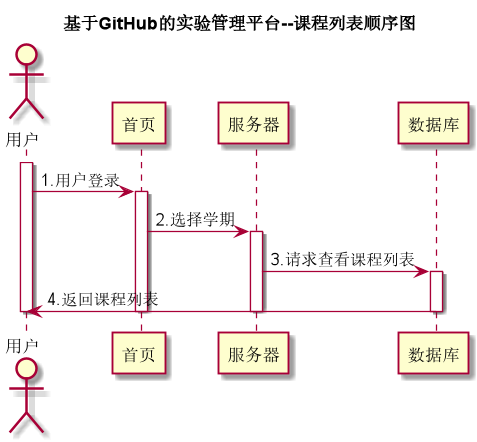 基于GitHub的实验管理平台--课程列表顺序图
用户
首页
服务器
数据库
1.用户登录
2.选择学期
3.请求查看课程列表
4.返回课程列表
用户
首页
服务器
数据库